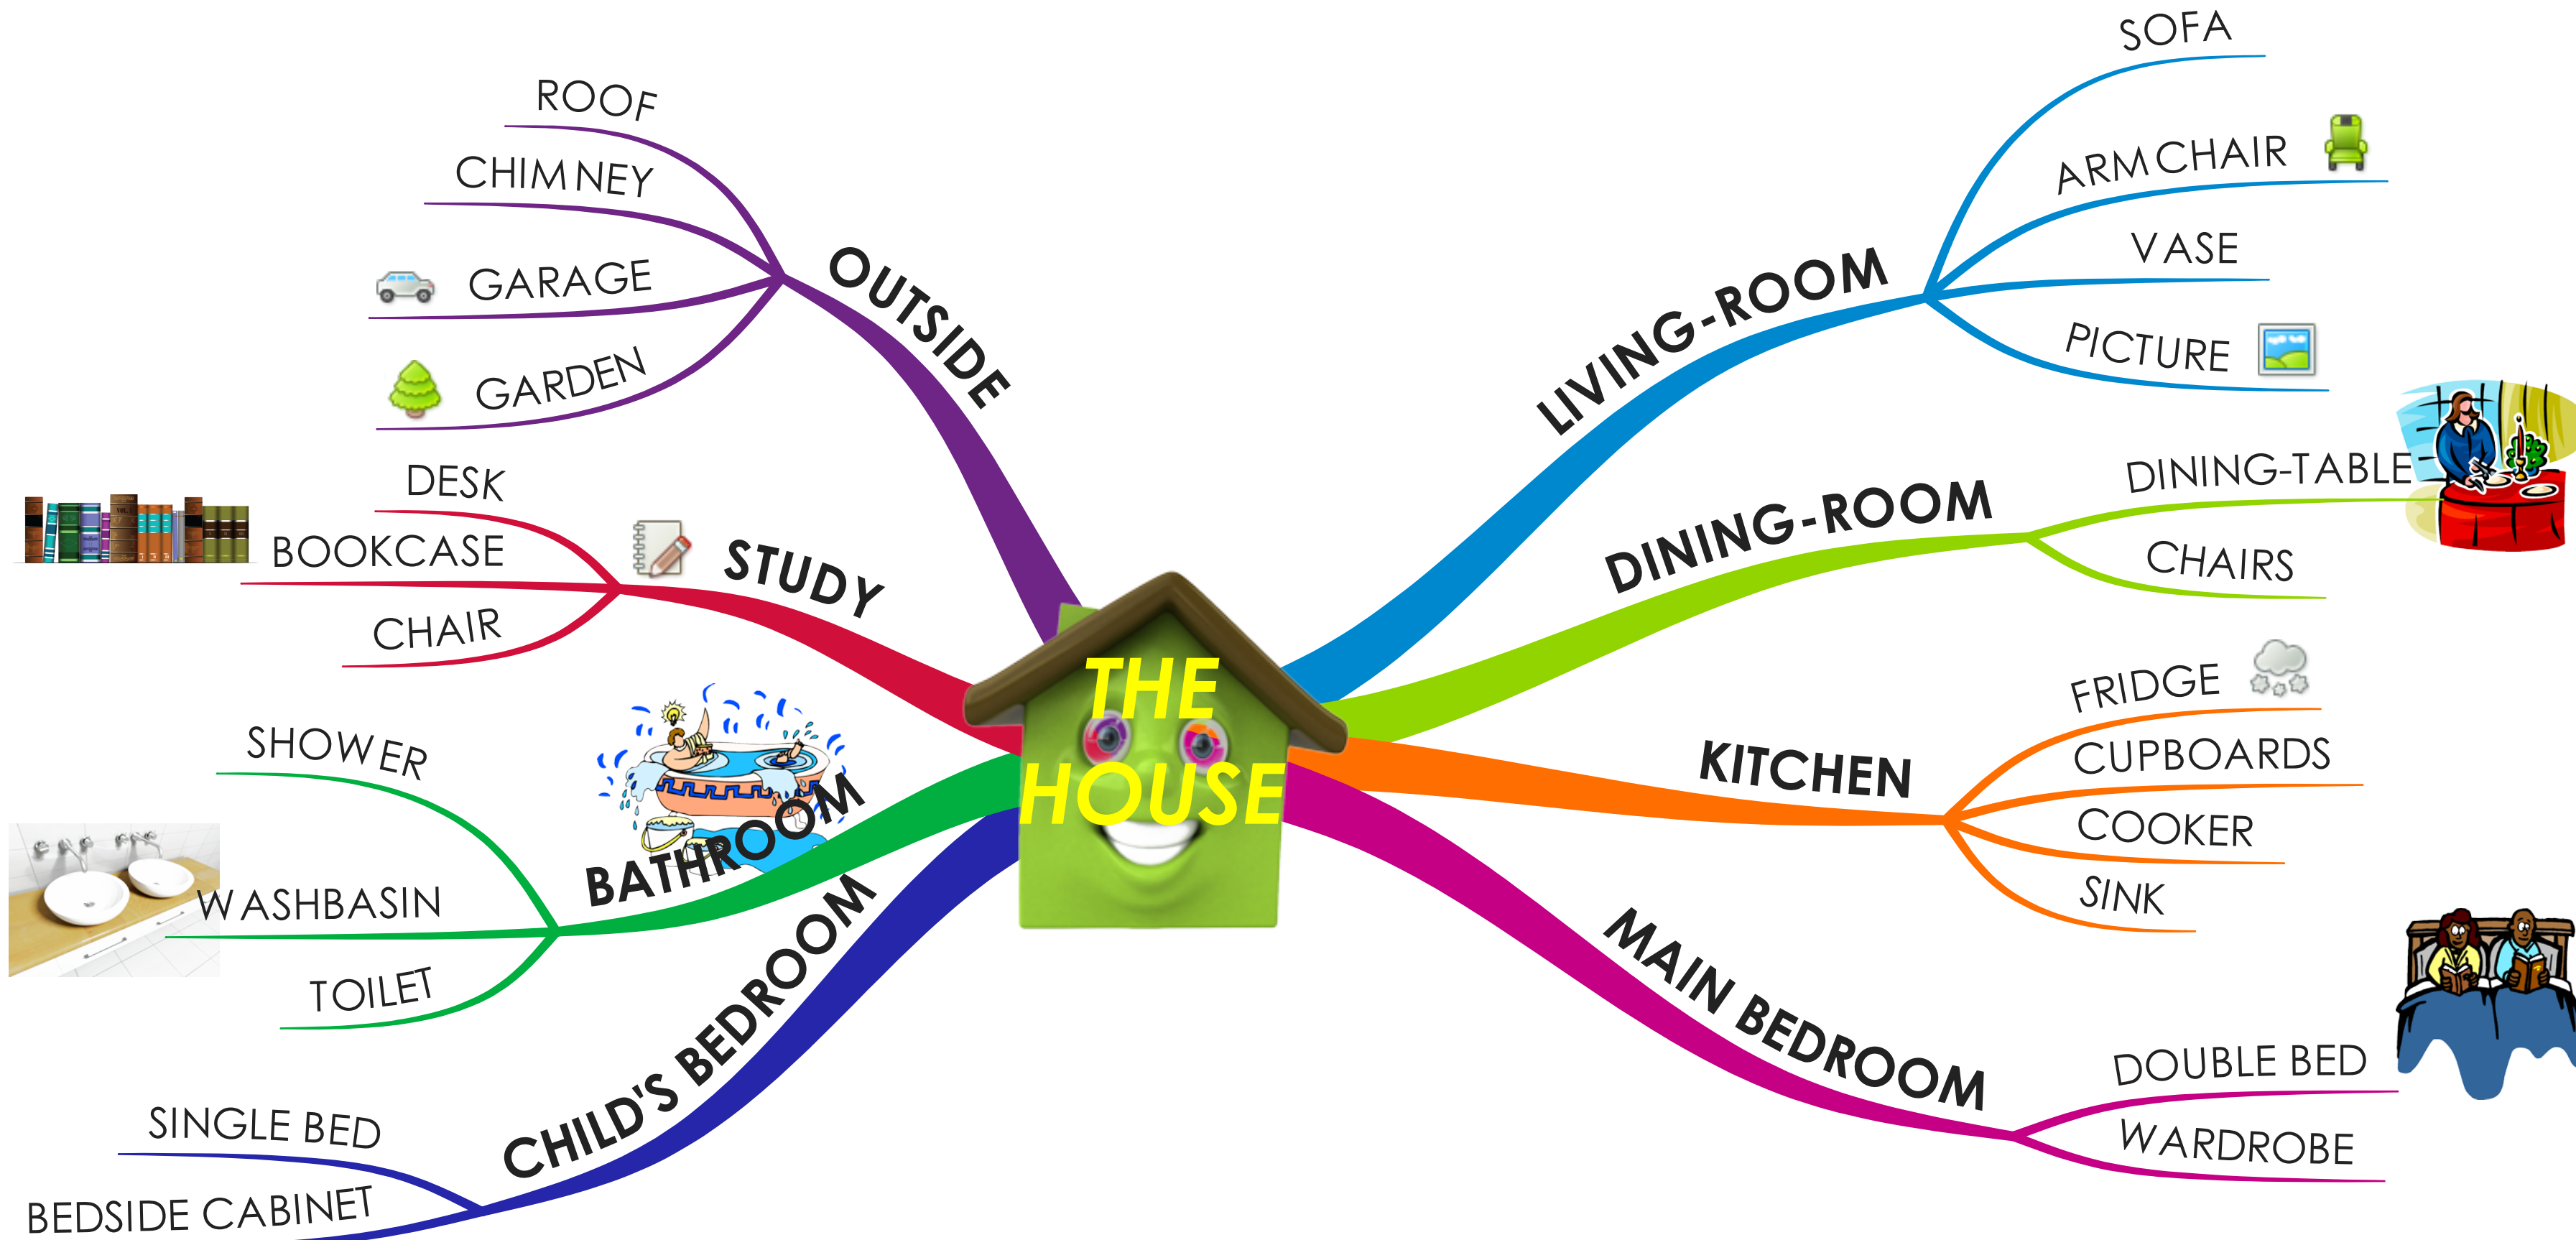 THE
HOUSE
LIVING-ROOM
SOFA
ARMCHAIR
VASE
PICTURE
DINING-ROOM
DINING-TABLE
CHAIRS
KITCHEN
FRIDGE
CUPBOARDS
COOKER
SINK
MAIN BEDROOM
DOUBLE BED
WARDROBE
OUTSIDE
ROOF
CHIMNEY
GARAGE
GARDEN
STUDY
DESK
BOOKCASE
CHAIR
BATHROOM
SHOWER
WASHBASIN
TOILET
CHILD'S BEDROOM
SINGLE BED
BEDSIDE CABINET